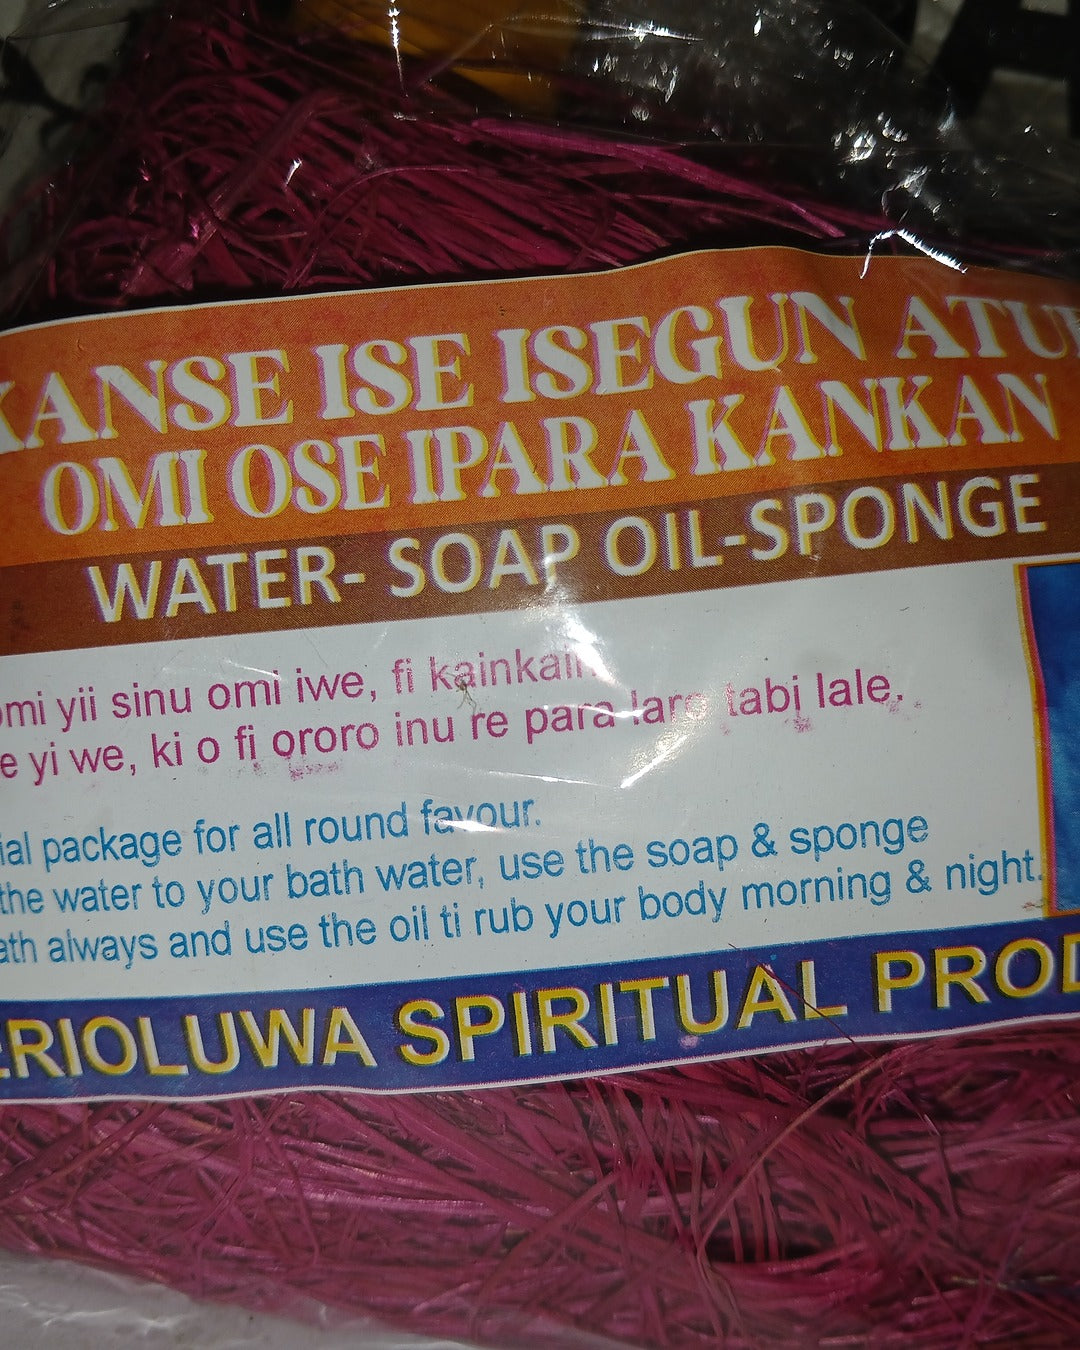 KANSE ISE ISEGUN ATU
OMI OSE IPARA KANKAN
WATER- SOAP OIL-SPONGE
omi yii sinu omi iwe, fi kainkain
e yi we, ki o fi ororo inu re para laro tabi lale.
ial package for all round favour.
the water to your bath water, use the soap & sponge
ath always and use the oil ti rub your body morning & night.
ERIOLUWA SPIRITUAL PROD